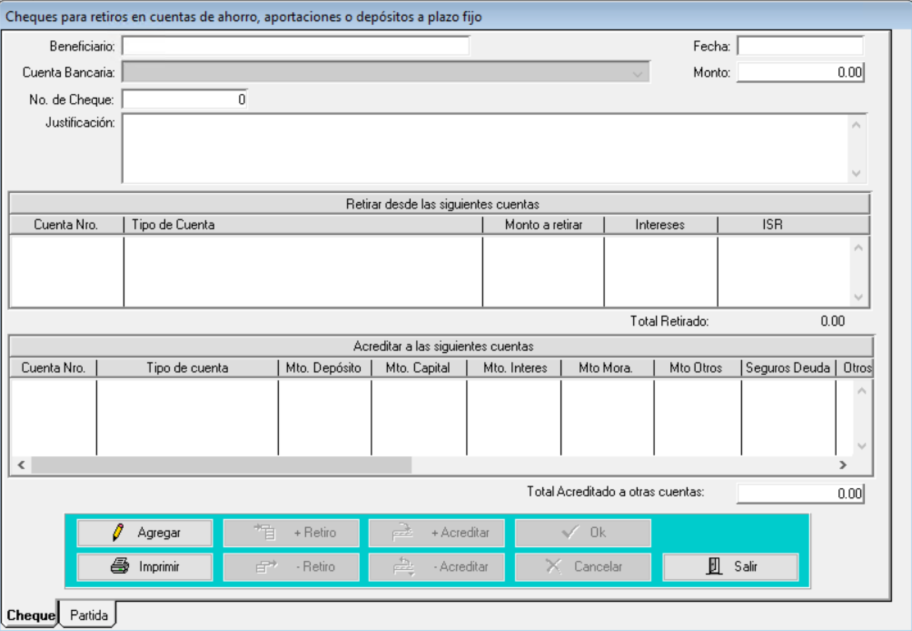 Cheques para retiros en cuentas de ahorro, aportaciones o depósitos a plazo fijo
Beneficiario: Fecha:
Cuenta Bancaria: Monto: 0.00
No. de Cheque: 0
Justificación:
Retirar desde las siguientes cuentas
Cuenta Nro. Tipo de Cuenta Monto a retirar Intereses ISR
Total Retirado: 0.00
Acreditar a las siguientes cuentas
Cuenta Nro. Tipo de cuenta Mto. Depósito Mto. Capital Mto. Interes Mto Mora. Mto Otros Seguros Deuda Otros
Total Acreditado a otras cuentas: 0.00
Agregar + Retiro + Acreditar Ok
Imprimir - Retiro - Acreditar Cancelar Salir
Cheque Partida